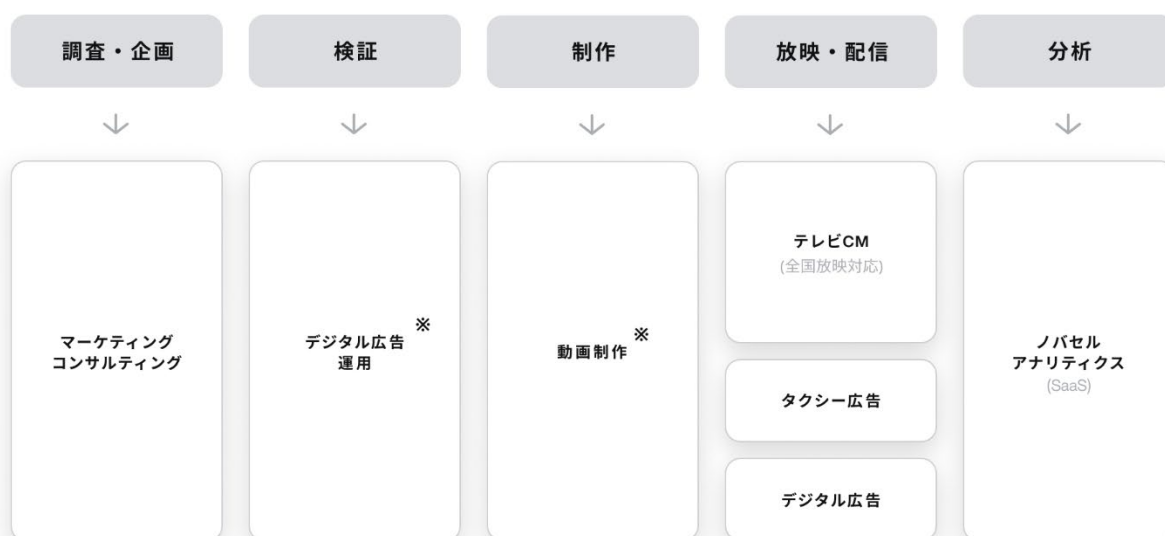 調査・企画
検証
制作
放映・配信
分析
マーケティング
コンサルティング
デジタル広告 ※
運用
動画制作 ※
テレビCM
(全国放映対応)
タクシー広告
デジタル広告
ノバセル
アナリティクス
(SaaS)